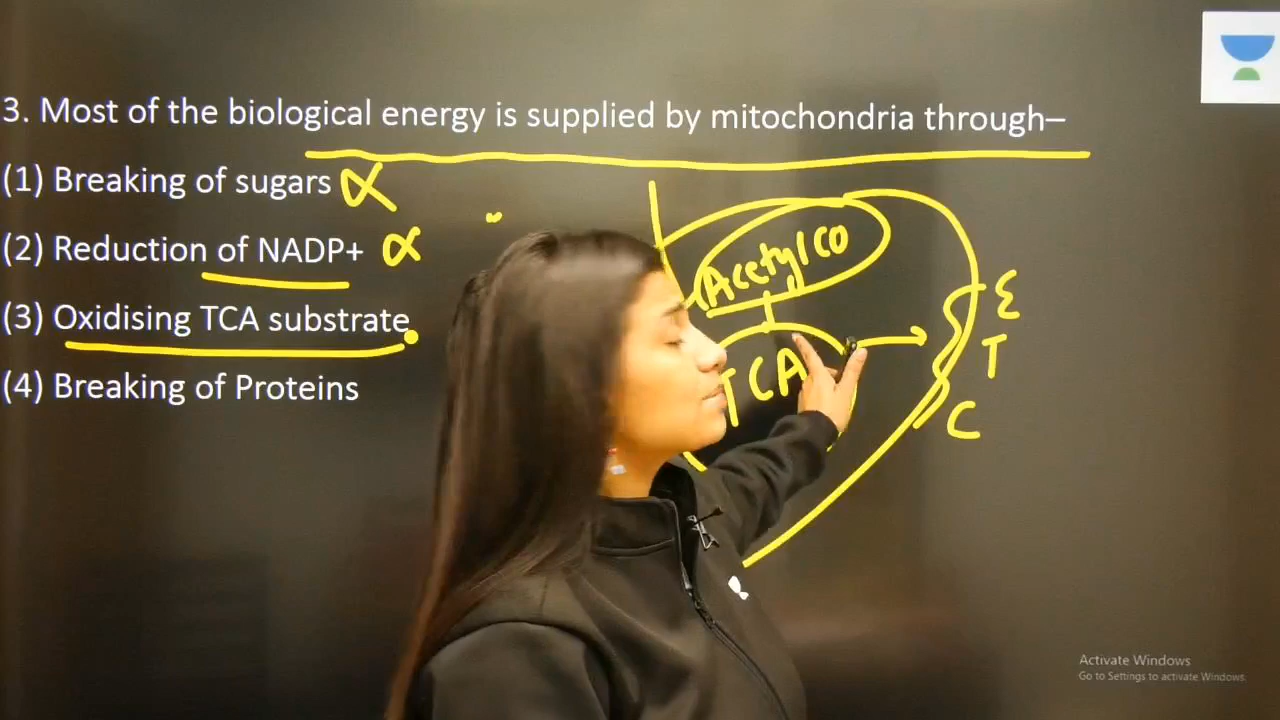 3. Most of the biological energy is supplied by mitochondria through–
(1) Breaking of sugars
(2) Reduction of NADP+
(3) Oxidising TCA substrate
(4) Breaking of Proteins
Acetyl CO
TCA
E
T
C
Activate Windows
Go to Settings to activate Windows.